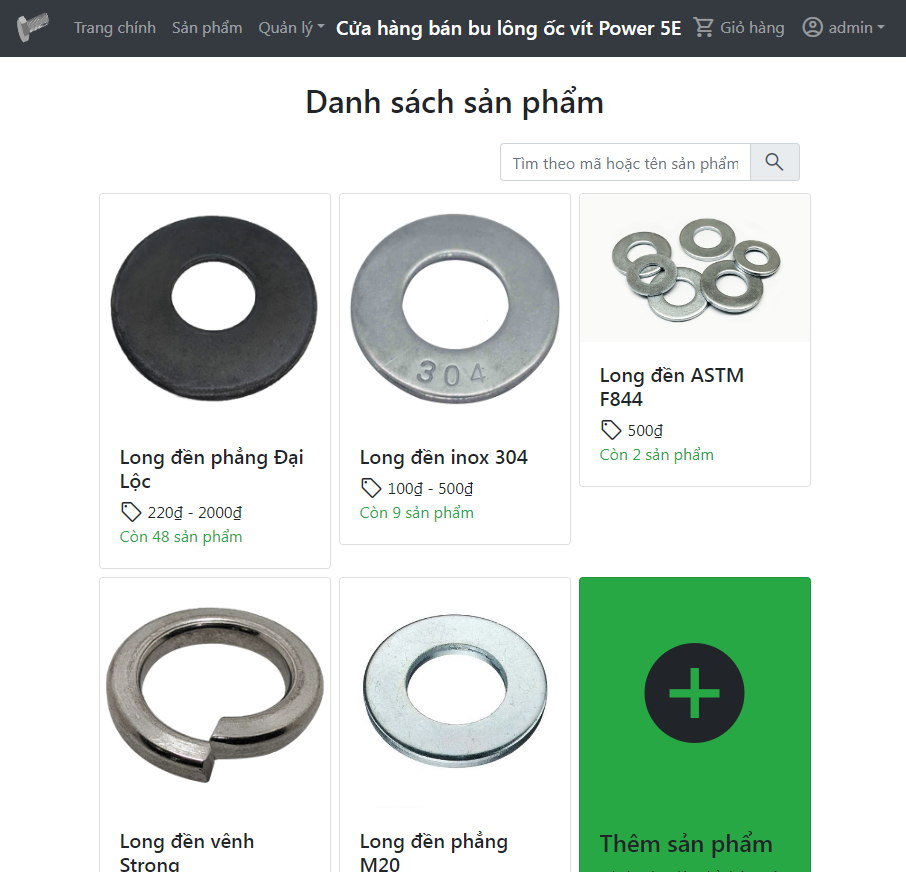 Trang chính Sản phẩm Quản lý Cửa hàng bán bu lông ốc vít Power 5E Giỏ hàng admin
Danh sách sản phẩm
Tìm theo mã hoặc tên sản phẩm
304
Long đền phẳng Đại
Lộc
220₫ - 2000₫
Còn 48 sản phẩm
Long đền inox 304
100₫ - 500₫
Còn 9 sản phẩm
Long đền ASTM
F844
500₫
Còn 2 sản phẩm
Long đền vênh
Strong
Long đền phẳng
M20
Thêm sản phẩm